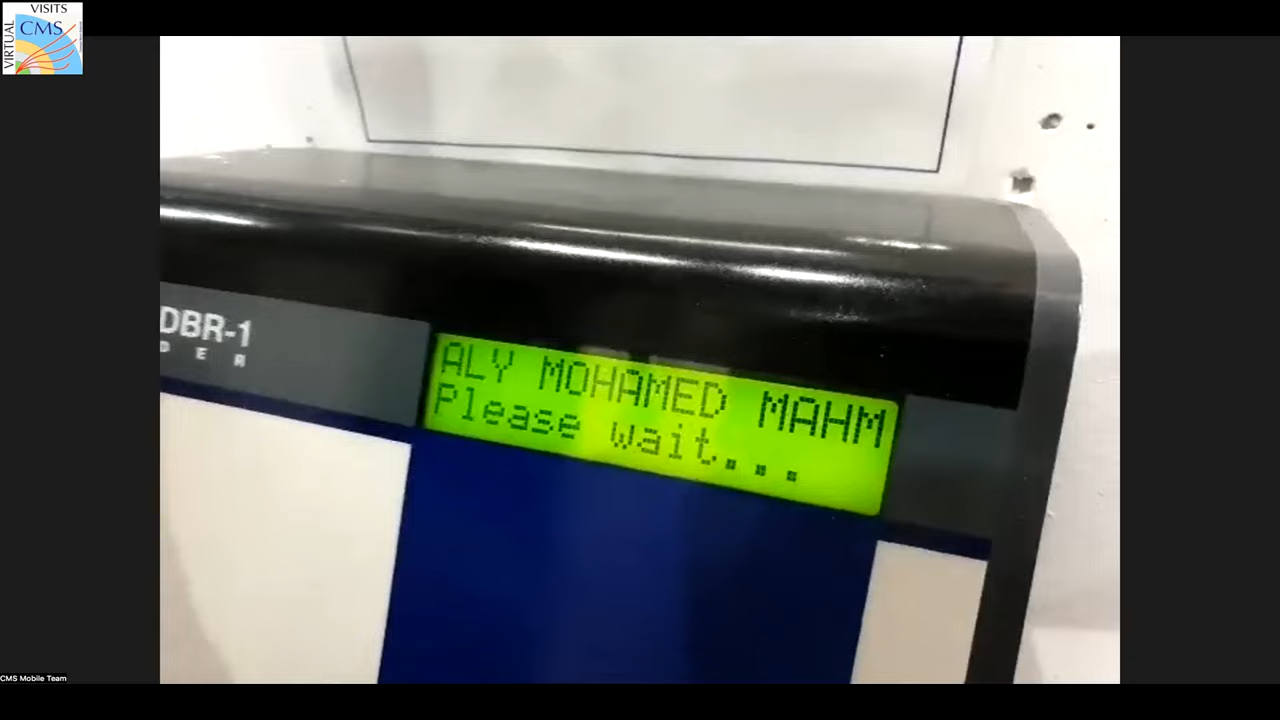 VISITS
VIRTUAL
CMS
DBR-1
D E R
ALY MOHAMED MAHM
Please wait...
CMS Mobile Team